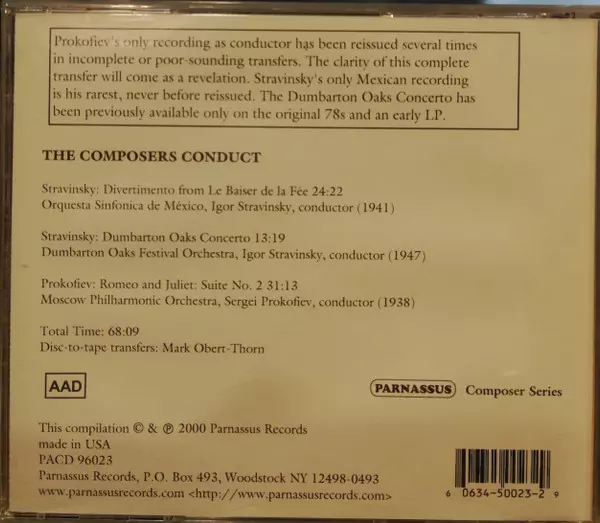 Prokofiev's only recording as conductor has been reissued several times
in incomplete or poor-sounding transfers. The clarity of this complete
transfer will come as a revelation. Stravinsky's only Mexican recording
is his rarest, never before reissued. The Dumbarton Oaks Concerto has
been previously available only on the original 78s and an early LP.
THE COMPOSERS CONDUCT
Stravinsky: Divertimento from Le Baiser de la Fée 24:22
Orquesta Sinfonica de México, Igor Stravinsky, conductor (1941)
Stravinsky: Dumbarton Oaks Concerto 13:19
Dumbarton Oaks Festival Orchestra, Igor Stravinsky, conductor (1947)
Prokofiev: Romeo and Juliet: Suite No. 2 31:13
Moscow Philharmonic Orchestra, Sergei Prokofiev, conductor (1938)
Total Time: 68:09
Disc-to-tape transfers: Mark Obert-Thorn
AAD
PARNASSUS Composer Series
This compilation © & ℗ 2000 Parnassus Records
made in USA
PACD 96023
Parnassus Records, P.O. Box 493, Woodstock NY 12498-0493
www.parnassusrecords.com <http://www.parnassusrecords.com>
6 0634-50023-2 9